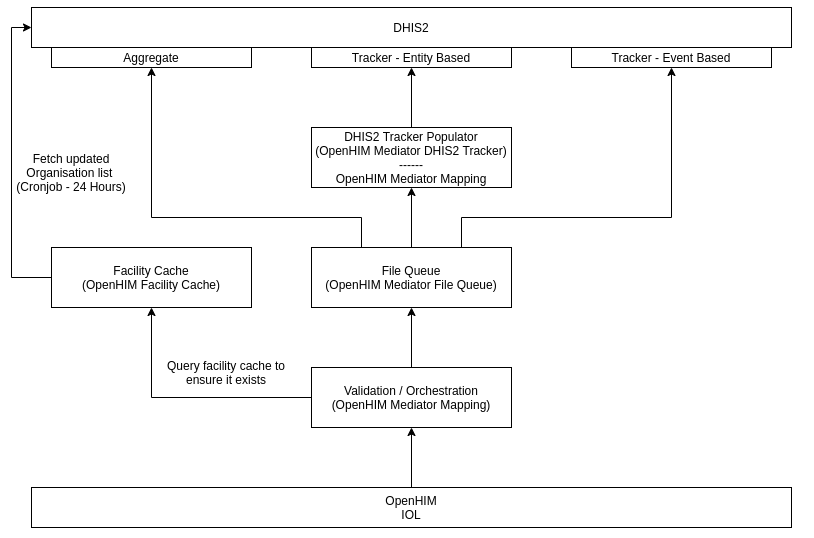 DHIS2
Aggregate
Tracker - Entity Based
Tracker - Event Based
DHIS2 Tracker Populator
(OpenHIM Mediator DHIS2 Tracker)
------
OpenHIM Mediator Mapping
Fetch updated
Organisation list
(Cronjob - 24 Hours)
Facility Cache
(OpenHIM Facility Cache)
File Queue
(OpenHIM Mediator File Queue)
Query facility cache to
ensure it exists
Validation / Orchestration
(OpenHIM Mediator Mapping)
OpenHIM
IOL